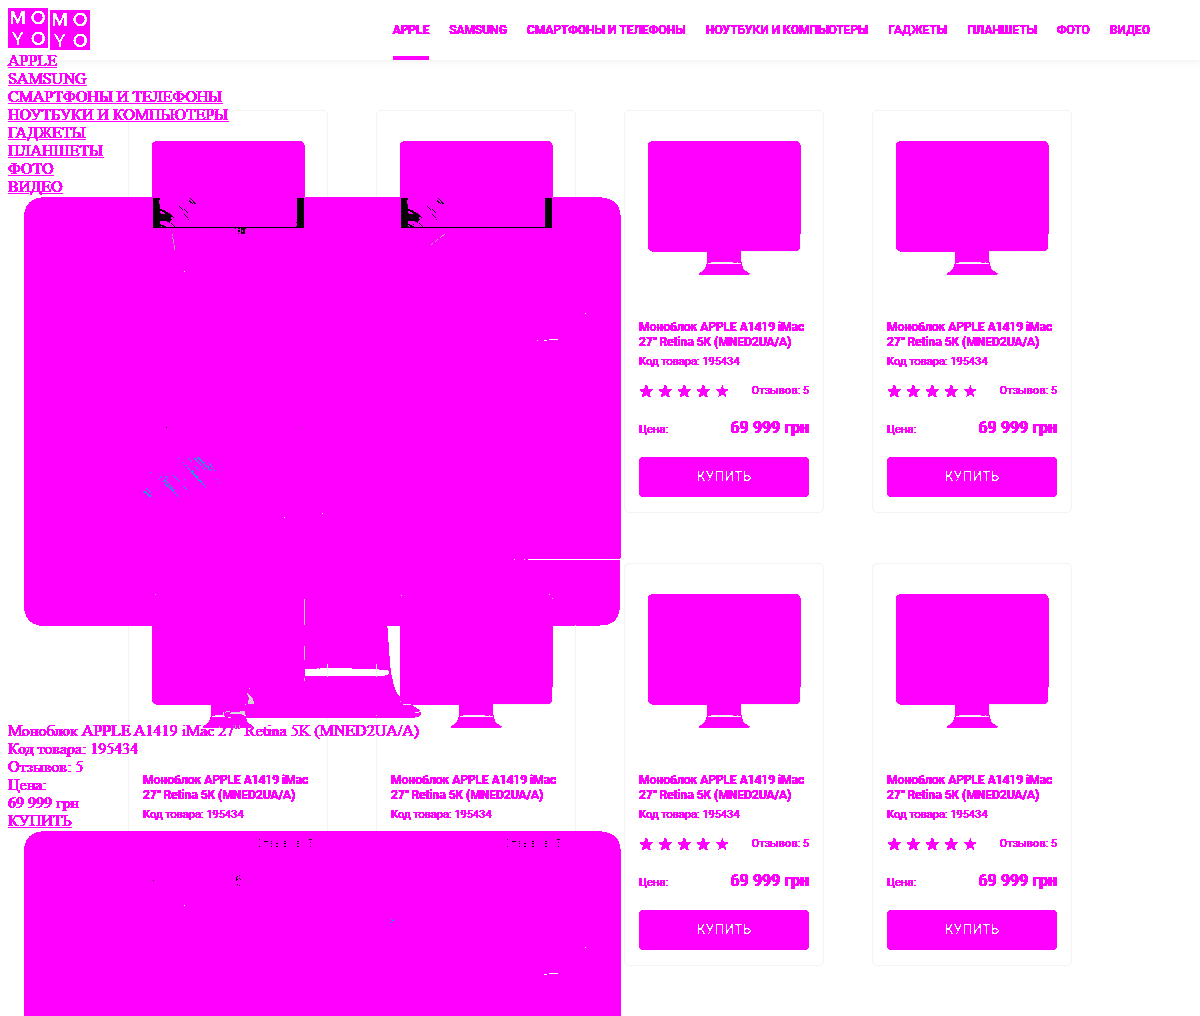 MO MO
YO YO
APPLE SAMSUNG СМАРТФОНЫ И ТЕЛЕФОНЫ НОУТБУКИ И КОМПЬЮТЕРЫ ГАДЖЕТЫ ПЛАНШЕТЫ ФОТО ВИДЕО
APPLE
SAMSUNG
СМАРТФОНЫ И ТЕЛЕФОНЫ
НОУТБУКИ И КОМПЬЮТЕРЫ
ГАДЖЕТЫ
ПЛАНШЕТЫ
ФОТО
ВИДЕО
Моноблок APPLE A1419 iMac
27" Retina 5K (MNED2UA/A)
Код товара: 195434
Отзывов: 5
Цена: 69 999 грн
КУПИТЬ
Моноблок APPLE A1419 iMac
27" Retina 5K (MNED2UA/A)
Код товара: 195434
Отзывов: 5
Цена: 69 999 грн
КУПИТЬ
Моноблок APPLE A1419 iMac 27" Retina 5K (MNED2UA/A)
Код товара: 195434
Отзывов: 5
Цена:
69 999 грн
КУПИТЬ
Моноблок APPLE A1419 iMac
27" Retina 5K (MNED2UA/A)
Код товара: 195434
Моноблок APPLE A1419 iMac
27" Retina 5K (MNED2UA/A)
Код товара: 195434
Моноблок APPLE A1419 iMac
27" Retina 5K (MNED2UA/A)
Код товара: 195434
Отзывов: 5
Цена: 69 999 грн
КУПИТЬ
Моноблок APPLE A1419 iMac
27" Retina 5K (MNED2UA/A)
Код товара: 195434
Отзывов: 5
Цена: 69 999 грн
КУПИТЬ